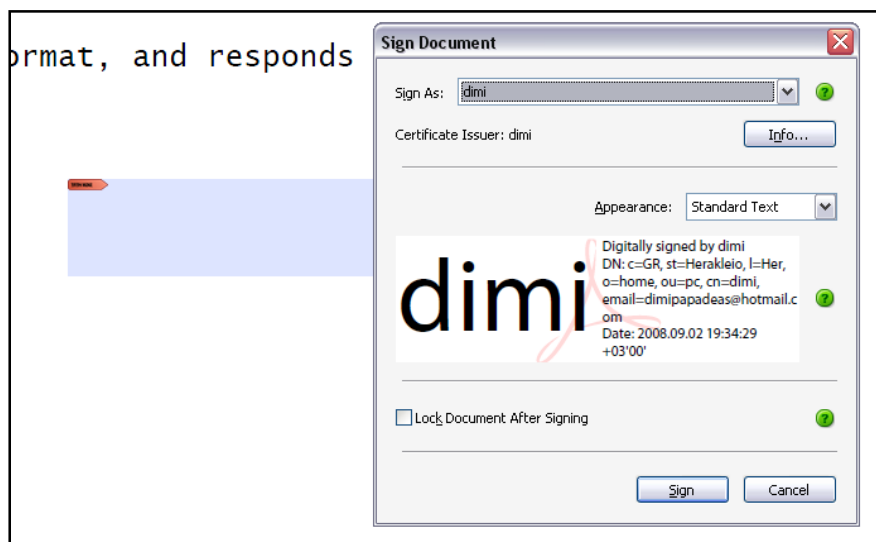 ormat, and responds
Sign Document
Sign As: dimi
Certificate Issuer: dimi
Info...
Appearance: Standard Text
dimi
Digitally signed by dimi
DN: c=GR, st=Herakleio, l=Her,
o=home, ou=pc, cn=dimi,
email=dimipapadeas@hotmail.c
om
Date: 2008.09.02 19:34:29
+03'00'
Lock Document After Signing
Sign
Cancel